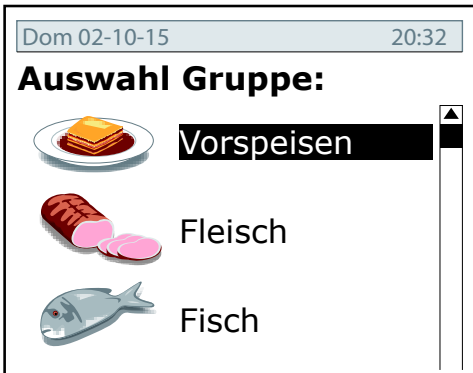 Dom 02-10-15 20:32
Auswahl Gruppe:
Vorspeisen
Fleisch
Fisch